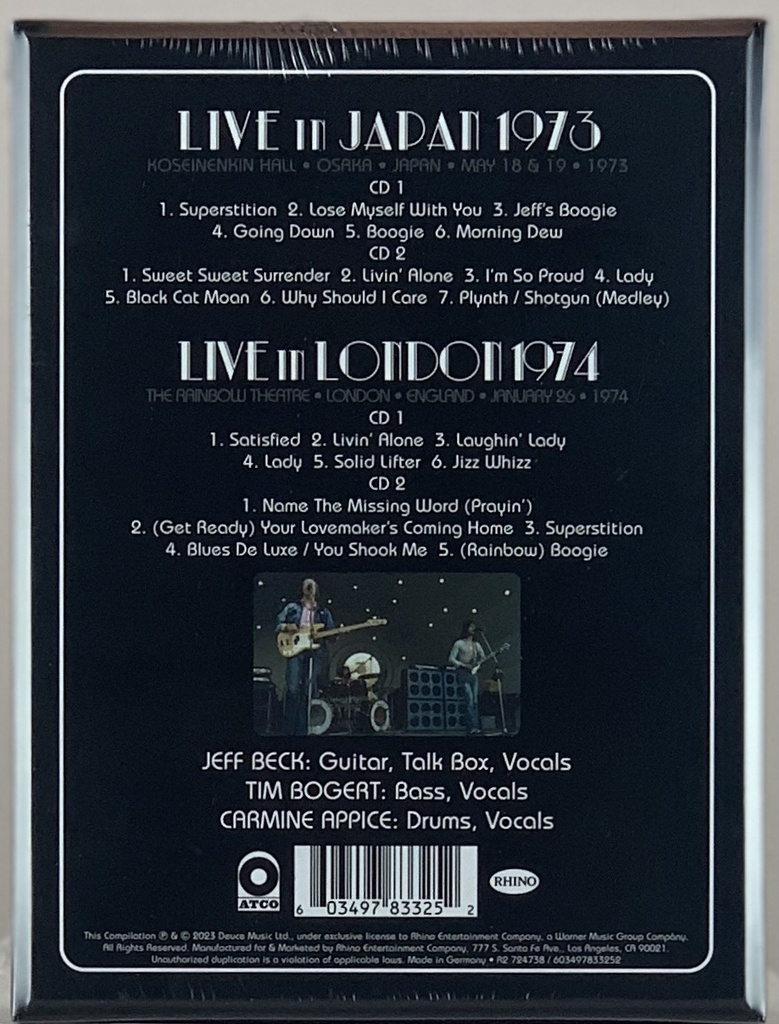 LIVE in JAPAN 1973
KOSEINENKIN HALL • OSAKA • JAPAN • MAY 18 & 19 • 1973
CD 1
1. Superstition 2. Lose Myself With You 3. Jeff's Boogie
4. Going Down 5. Boogie 6. Morning Dew
CD 2
1. Sweet Sweet Surrender 2. Livin' Alone 3. I'm So Proud 4. Lady
5. Black Cat Moan 6. Why Should I Care 7. Plynth / Shotgun (Medley)
LIVE in LONDON 1974
THE RAINBOW THEATRE • LONDON • ENGLAND • JANUARY 26 • 1974
CD 1
1. Satisfied 2. Livin' Alone 3. Laughin' Lady
4. Lady 5. Solid Lifter 6. Jizz Whizz
CD 2
1. Name The Missing Word (Prayin')
2. (Get Ready) Your Lovemaker's Coming Home 3. Superstition
4. Blues De Luxe / You Shook Me 5. (Rainbow) Boogie
JEFF BECK: Guitar, Talk Box, Vocals
TIM BOGERT: Bass, Vocals
CARMINE APPICE: Drums, Vocals
ATCO
6 03497 83325 2
RHINO
This Compilation ℗ & © 2023 Deuce Music Ltd., under exclusive license to Rhino Entertainment Company, a Warner Music Group Company.
All Rights Reserved. Manufactured for & Marketed by Rhino Entertainment Company, 777 S. Santa Fe Ave., Los Angeles, CA 90021.
Unauthorized duplication is a violation of applicable laws. Made in Germany • R2 724738 / 603497833252